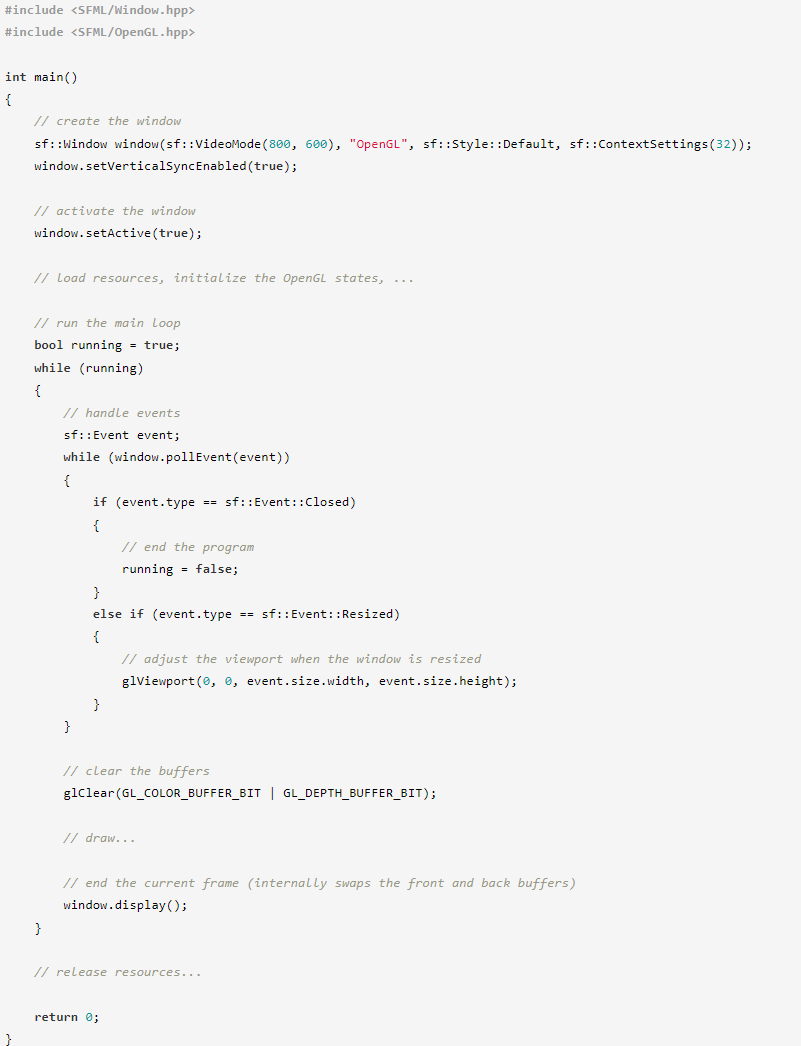 #include <SFML/Window.hpp>
#include <SFML/OpenGL.hpp>

int main()
{
    // create the window
    sf::Window window(sf::VideoMode(800, 600), "OpenGL", sf::Style::Default, sf::ContextSettings(32));
    window.setVerticalSyncEnabled(true);

    // activate the window
    window.setActive(true);

    // load resources, initialize the OpenGL states, ...

    // run the main loop
    bool running = true;
    while (running)
    {
        // handle events
        sf::Event event;
        while (window.pollEvent(event))
        {
            if (event.type == sf::Event::Closed)
            {
                // end the program
                running = false;
            }
            else if (event.type == sf::Event::Resized)
            {
                // adjust the viewport when the window is resized
                glViewport(0, 0, event.size.width, event.size.height);
            }
        }

        // clear the buffers
        glClear(GL_COLOR_BUFFER_BIT | GL_DEPTH_BUFFER_BIT);

        // draw...

        // end the current frame (internally swaps the front and back buffers)
        window.display();
    }

    // release resources...

    return 0;
}